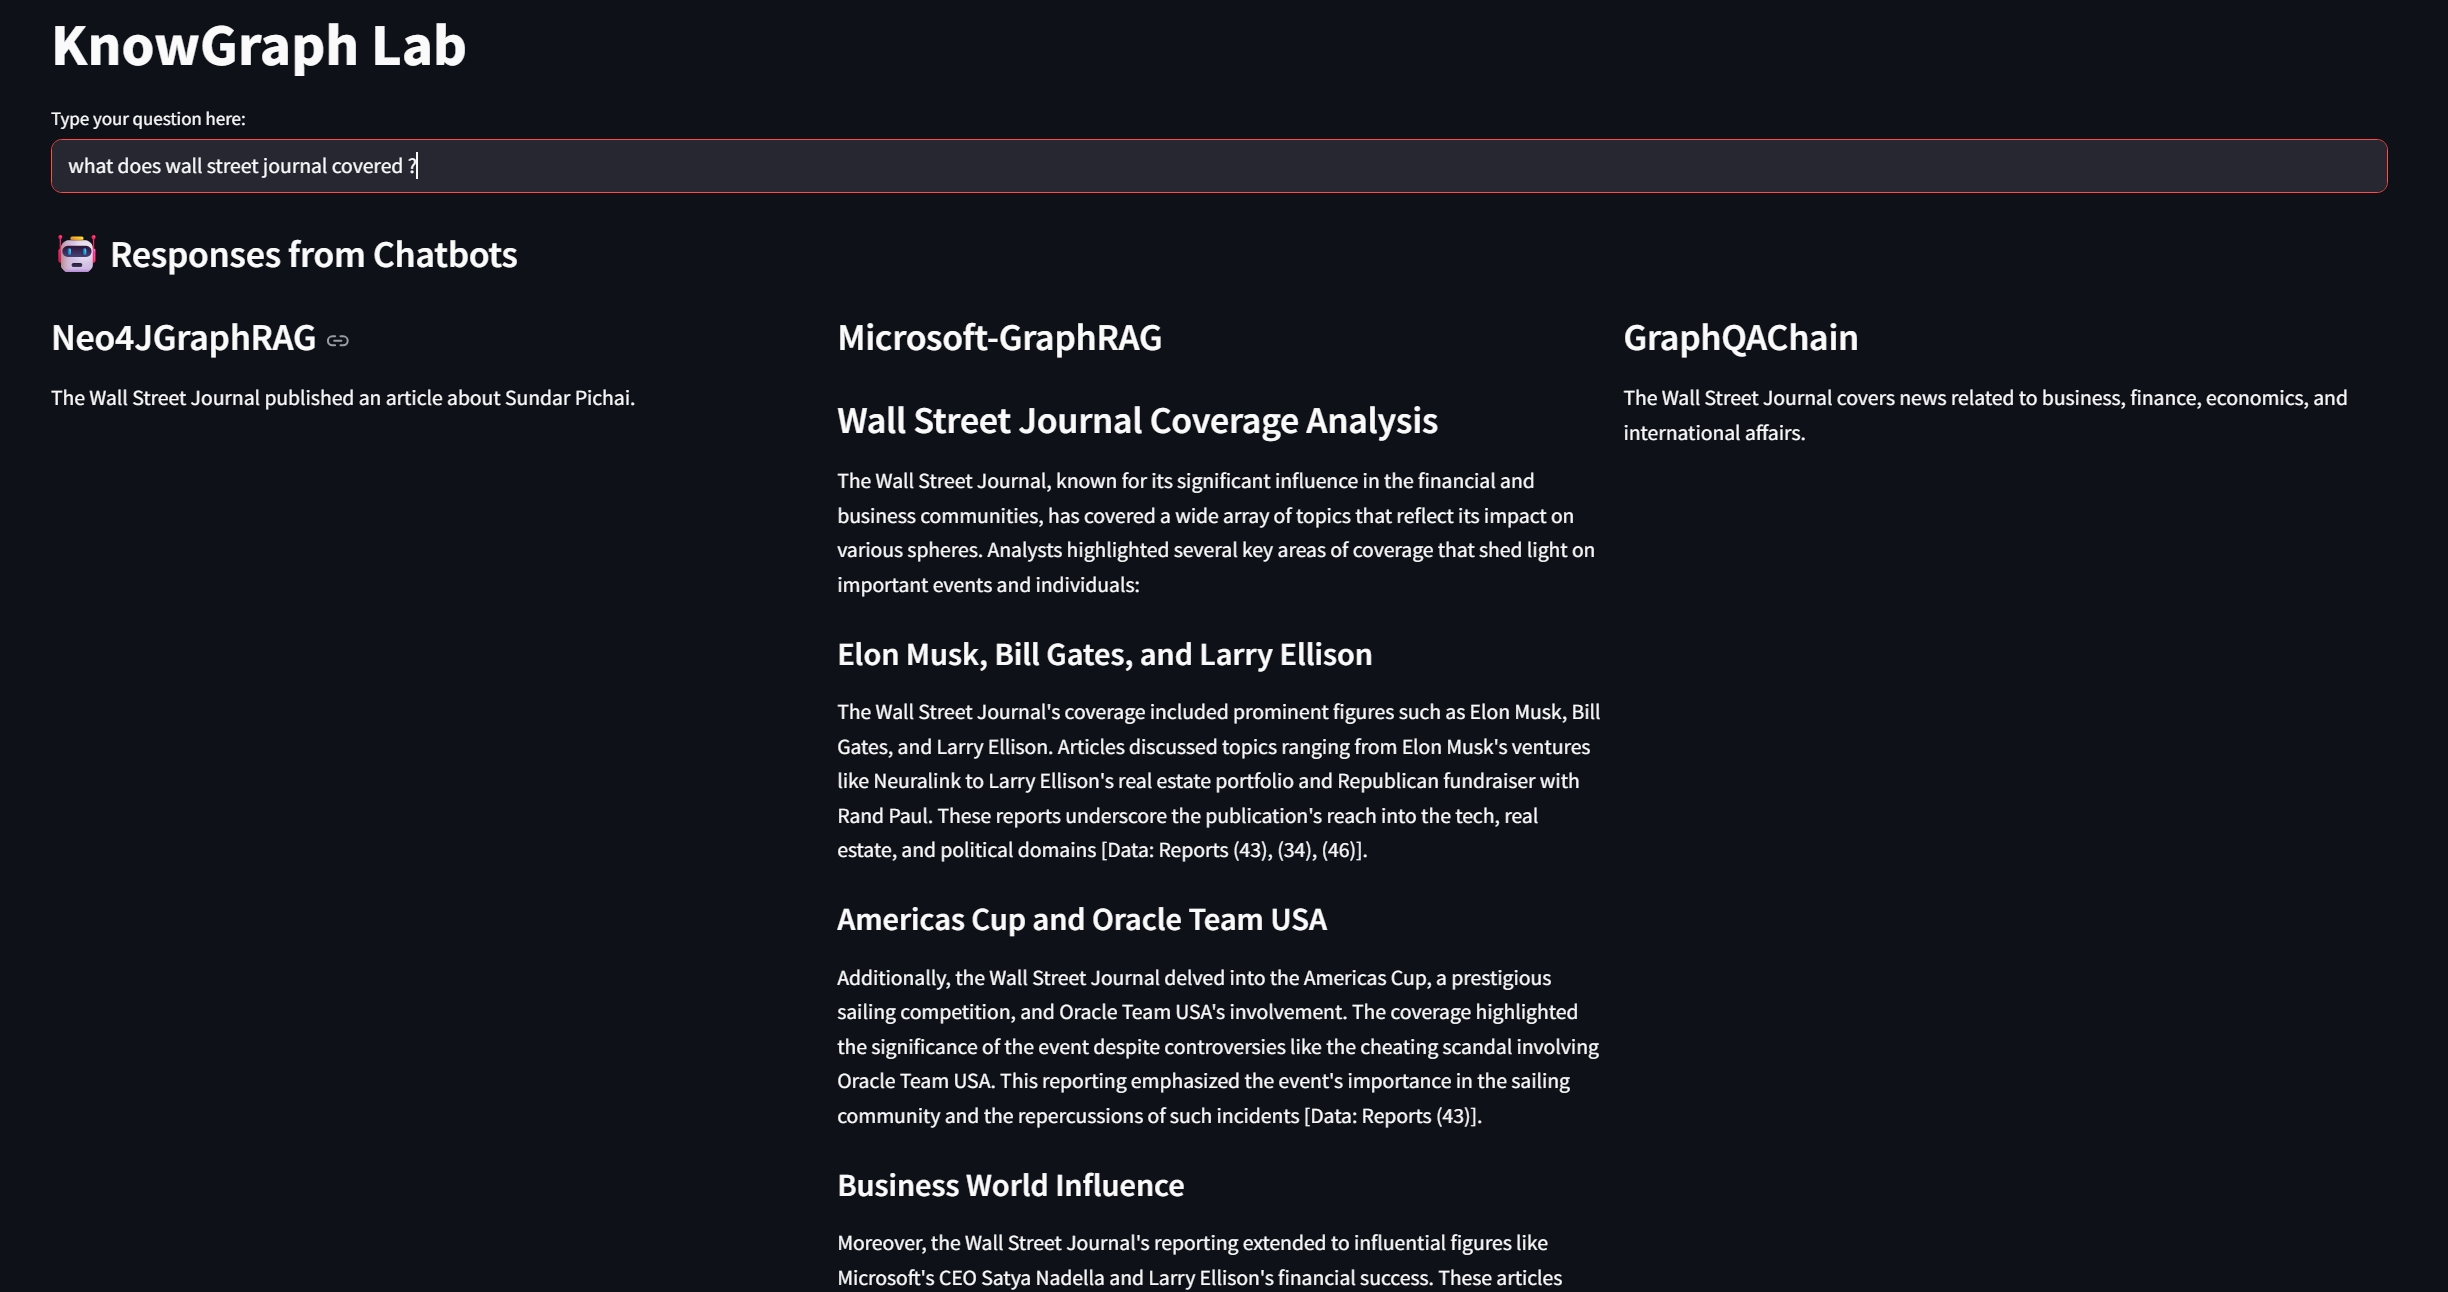 KnowGraph Lab
Type your question here:
what does wall street journal covered ?
Responses from Chatbots
Neo4JGraphRAG
The Wall Street Journal published an article about Sundar Pichai.
Microsoft-GraphRAG
Wall Street Journal Coverage Analysis
The Wall Street Journal, known for its significant influence in the financial and
business communities, has covered a wide array of topics that reflect its impact on
various spheres. Analysts highlighted several key areas of coverage that shed light on
important events and individuals:
Elon Musk, Bill Gates, and Larry Ellison
The Wall Street Journal's coverage included prominent figures such as Elon Musk, Bill
Gates, and Larry Ellison. Articles discussed topics ranging from Elon Musk's ventures
like Neuralink to Larry Ellison's real estate portfolio and Republican fundraiser with
Rand Paul. These reports underscore the publication's reach into the tech, real
estate, and political domains [Data: Reports (43), (34), (46)].
Americas Cup and Oracle Team USA
Additionally, the Wall Street Journal delved into the Americas Cup, a prestigious
sailing competition, and Oracle Team USA's involvement. The coverage highlighted
the significance of the event despite controversies like the cheating scandal involving
Oracle Team USA. This reporting emphasized the event's importance in the sailing
community and the repercussions of such incidents [Data: Reports (43)].
Business World Influence
Moreover, the Wall Street Journal's reporting extended to influential figures like
Microsoft's CEO Satya Nadella and Larry Ellison's financial success. These articles
GraphQAChain
The Wall Street Journal covers news related to business, finance, economics, and
international affairs.